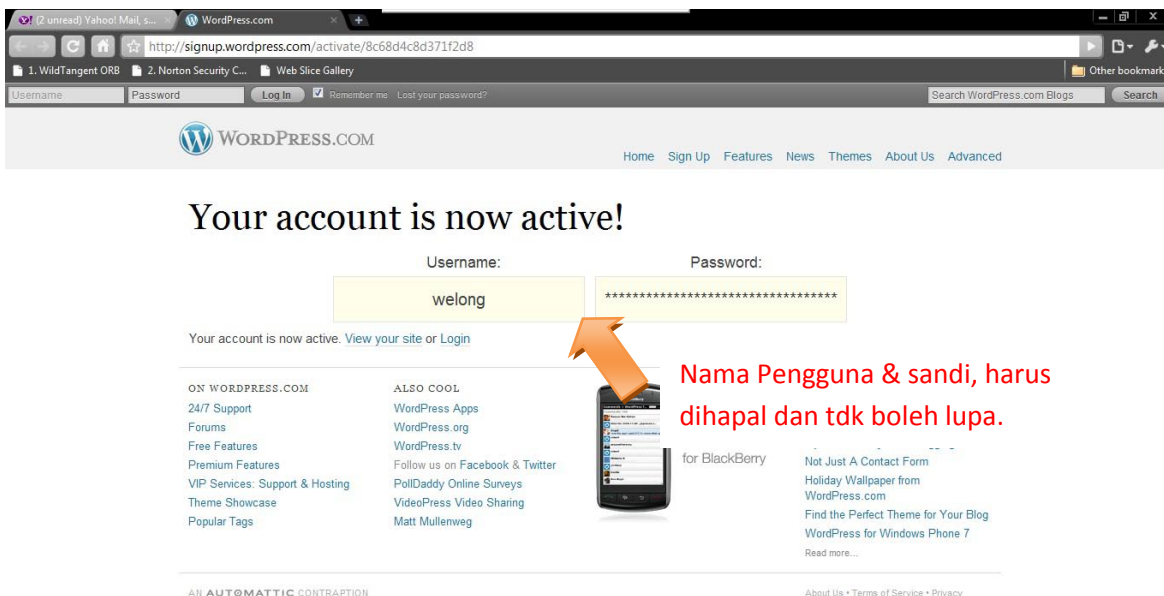 (2 unread) Yahoo! Mail, s...
WordPress.com
http://signup.wordpress.com/activate/8c68d4c8d371f2d8
1. WildTangent ORB
2. Norton Security C...
Web Slice Gallery
Other bookmark
Username
Password
Log In
Remember me
Lost your password?
Search WordPress.com Blogs
Search
WORDPRESS.COM
Home Sign Up Features News Themes About Us Advanced
Your account is now active!
Username:
Password:
welong
**********************************
Your account is now active. View your site or Login
Nama Pengguna & sandi, harus
dihapal dan tdk boleh lupa.
ON WORDPRESS.COM
24/7 Support
Forums
Free Features
Premium Features
VIP Services: Support & Hosting
Theme Showcase
Popular Tags
ALSO COOL
WordPress Apps
WordPress.org
WordPress.tv
Follow us on Facebook & Twitter
PollDaddy Online Surveys
VideoPress Video Sharing
Matt Mullenweg
for BlackBerry
Not Just A Contact Form
Holiday Wallpaper from
WordPress.com
Find the Perfect Theme for Your Blog
WordPress for Windows Phone 7
Read more...
AN AUTOMATTIC CONTRAPTION
About Us • Terms of Service • Privacy